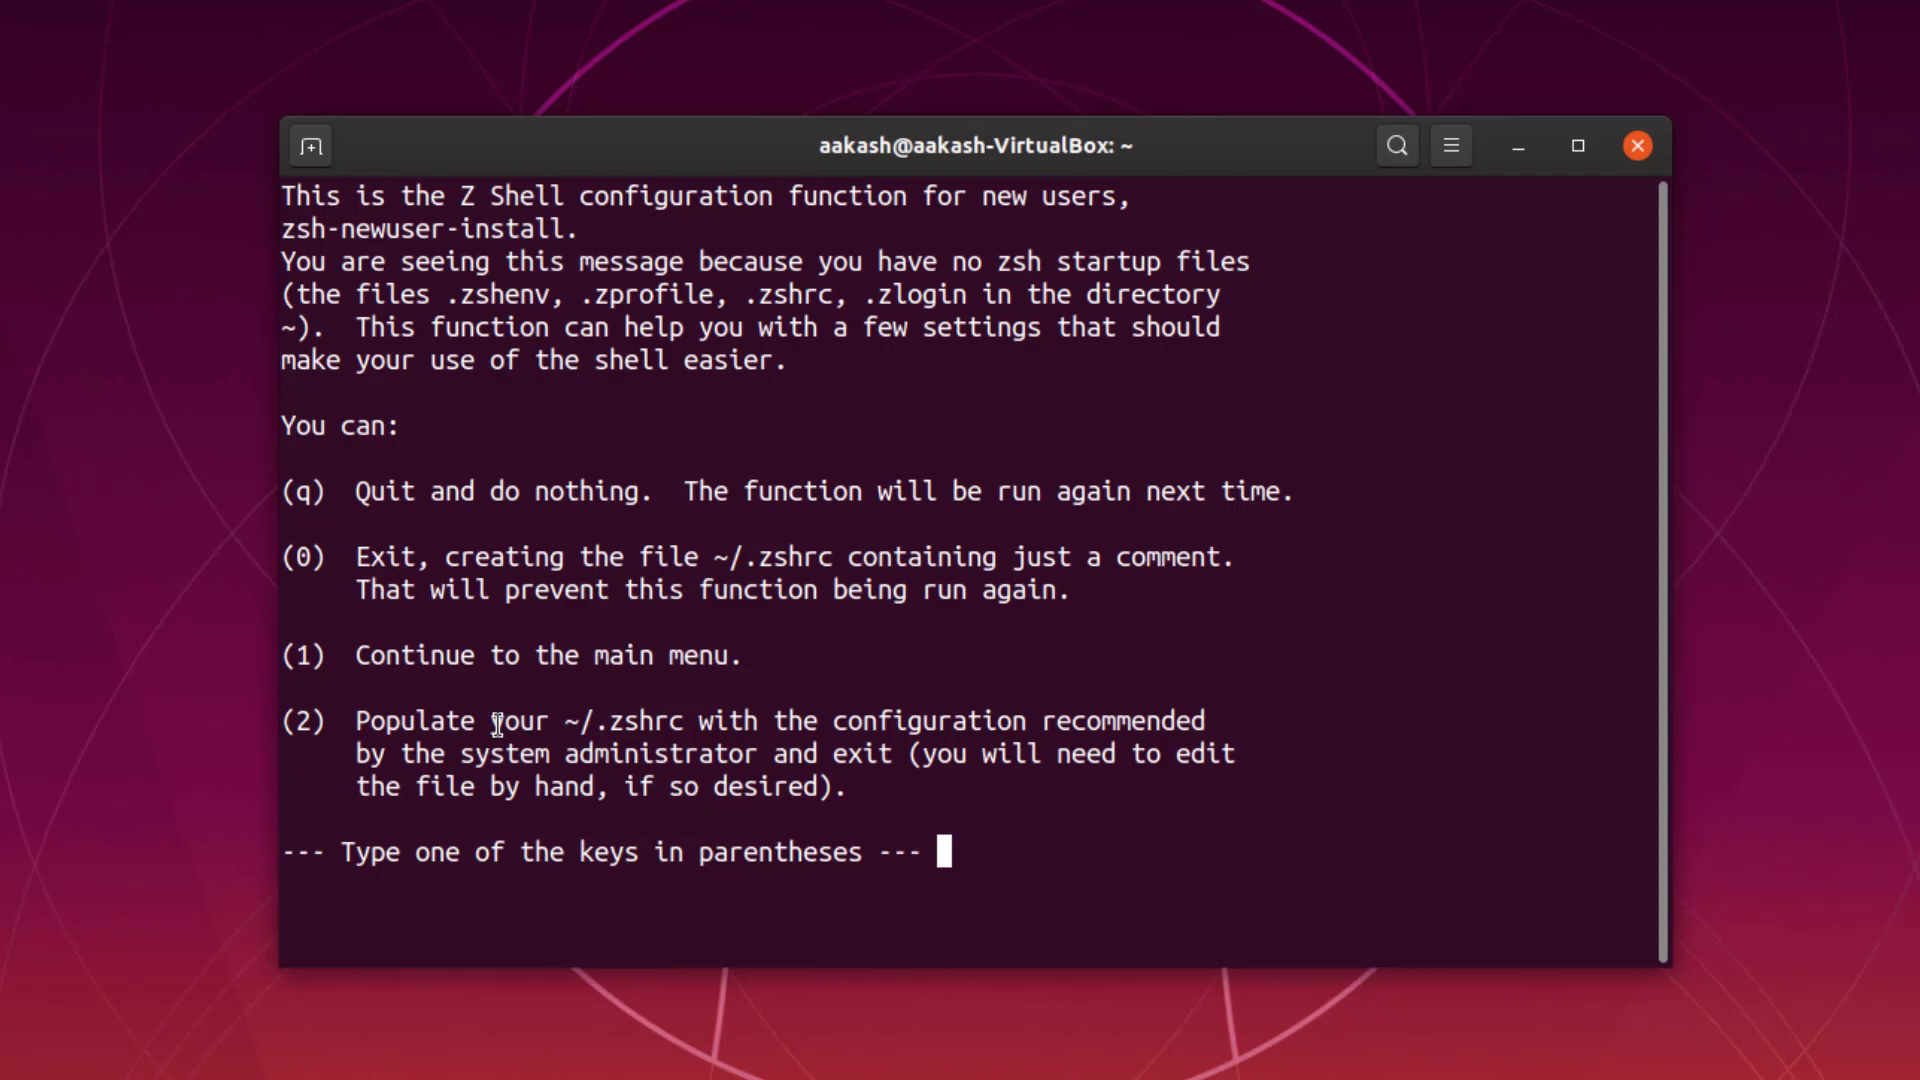 aakash@aakash-VirtualBox: ~
This is the Z Shell configuration function for new users,
zsh-newuser-install.
You are seeing this message because you have no zsh startup files
(the files .zshenv, .zprofile, .zshrc, .zlogin in the directory
~).  This function can help you with a few settings that should
make your use of the shell easier.
You can:
(q)  Quit and do nothing.  The function will be run again next time.
(0)  Exit, creating the file ~/.zshrc containing just a comment.
That will prevent this function being run again.
(1)  Continue to the main menu.
(2)  Populate your ~/.zshrc with the configuration recommended
by the system administrator and exit (you will need to edit
the file by hand, if so desired).
--- Type one of the keys in parentheses ---